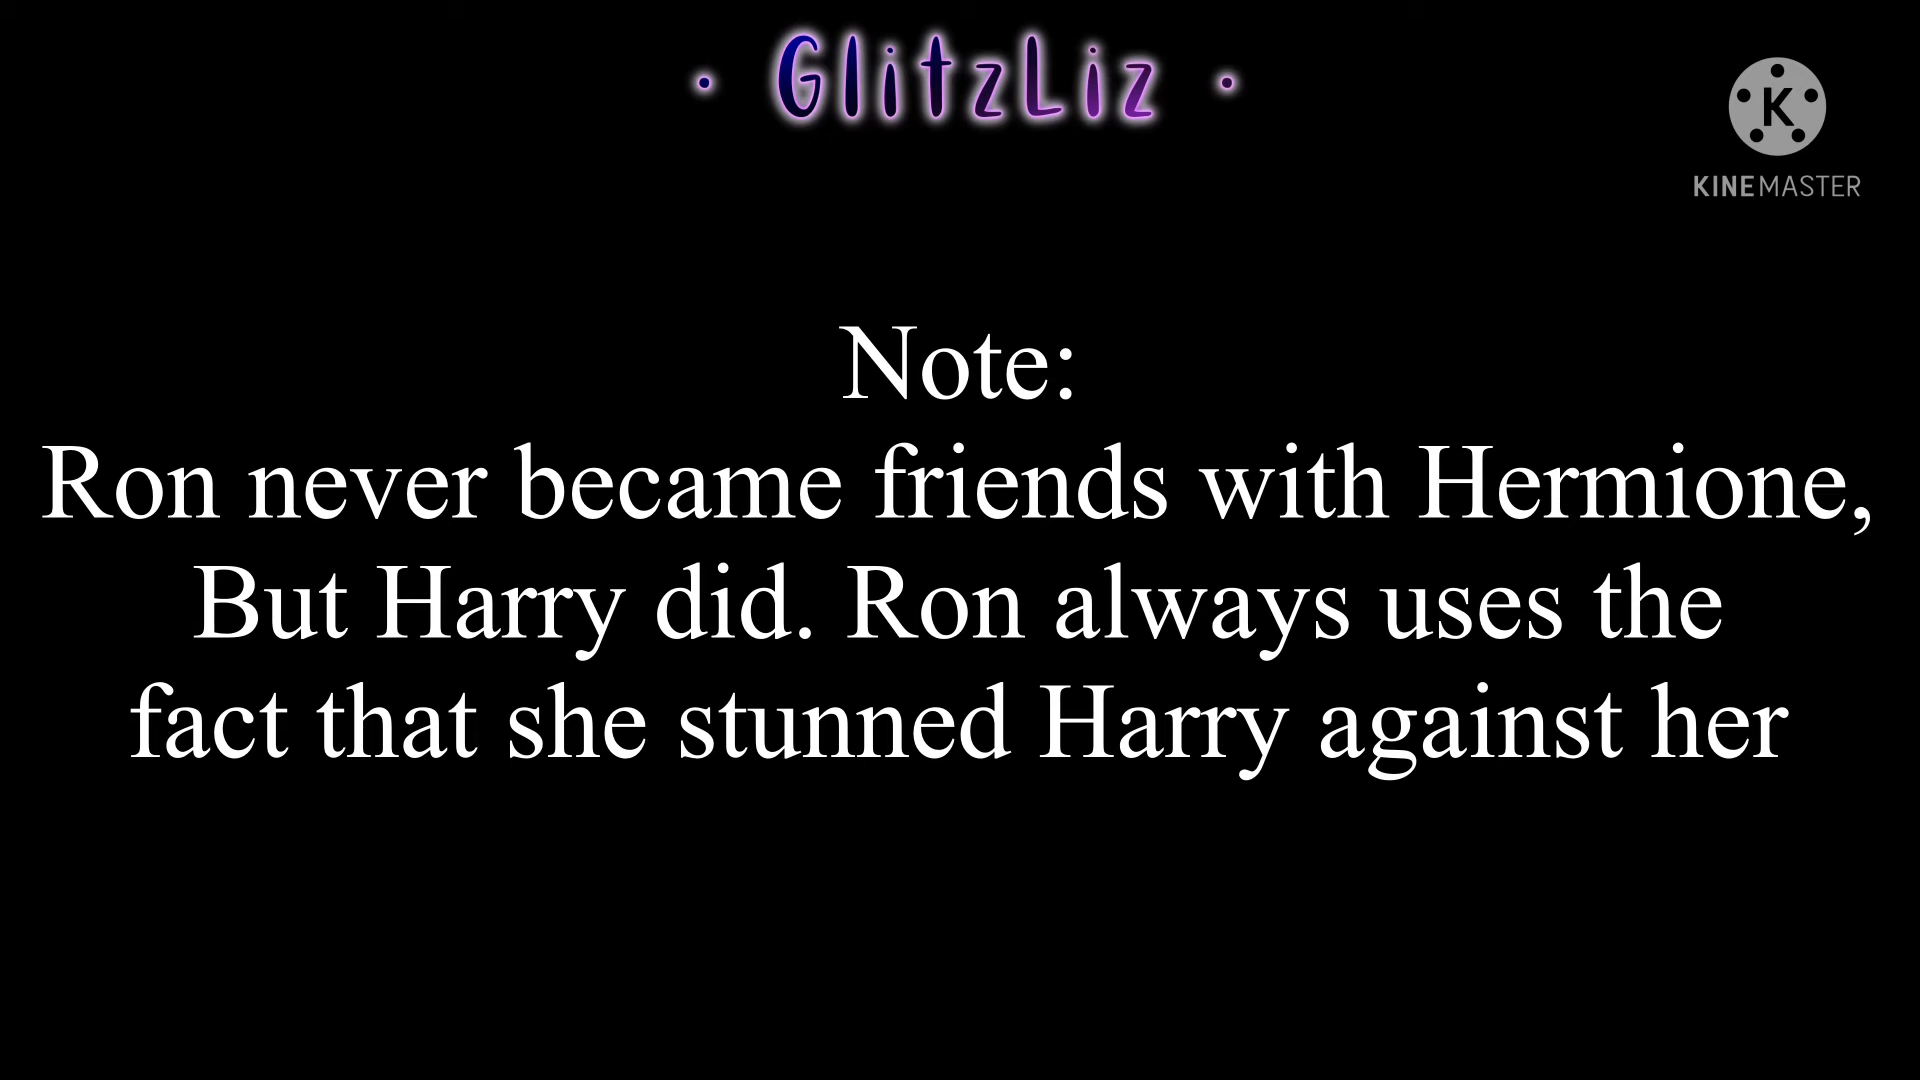 · GlitzLiz ·
K
KINEMASTER
Note:
Ron never became friends with Hermione,
But Harry did. Ron always uses the
fact that she stunned Harry against her